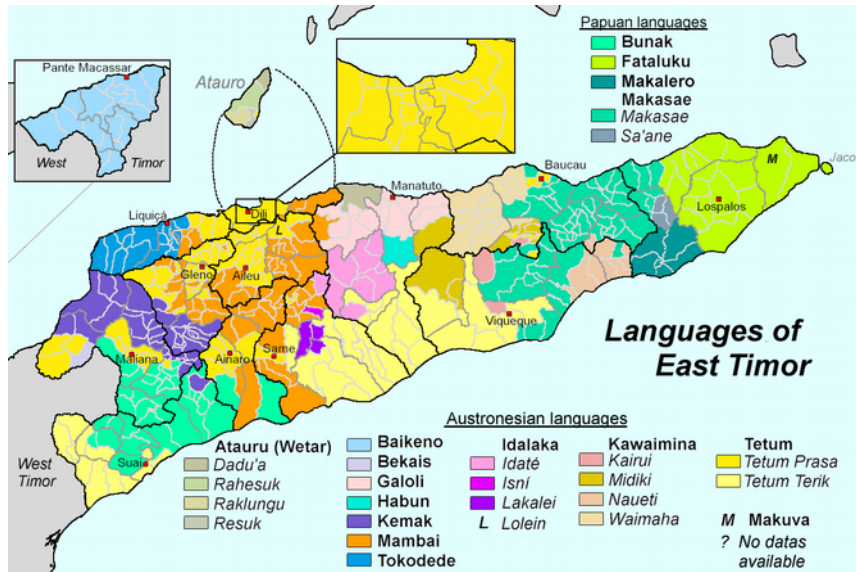 Papuan languages
Bunak
Fataluku
Makalero
Makasae
Makasae
Sa'ane
Pante Macassar
West Timor
Atauro
Baucau
M
Jaco
Manatuto
Lospalos
Dili
Liquiçá
L
Gleno
Aileu
Viqueque
Maliana
Ainaro
Same
Languages of
East Timor
Suai
West
Timor
Austronesian languages
Atauru (Wetar)
Dadu'a
Rahesuk
Raklungu
Resuk
Baikeno
Bekais
Galoli
Habun
Kemak
Mambai
Tokodede
Idalaka
Idaté
Isní
Lakalei
L Lolein
Kawaimina
Kairui
Midiki
Naueti
Waimaha
Tetum
Tetum Prasa
Tetum Terik
M Makuva
? No datas
available